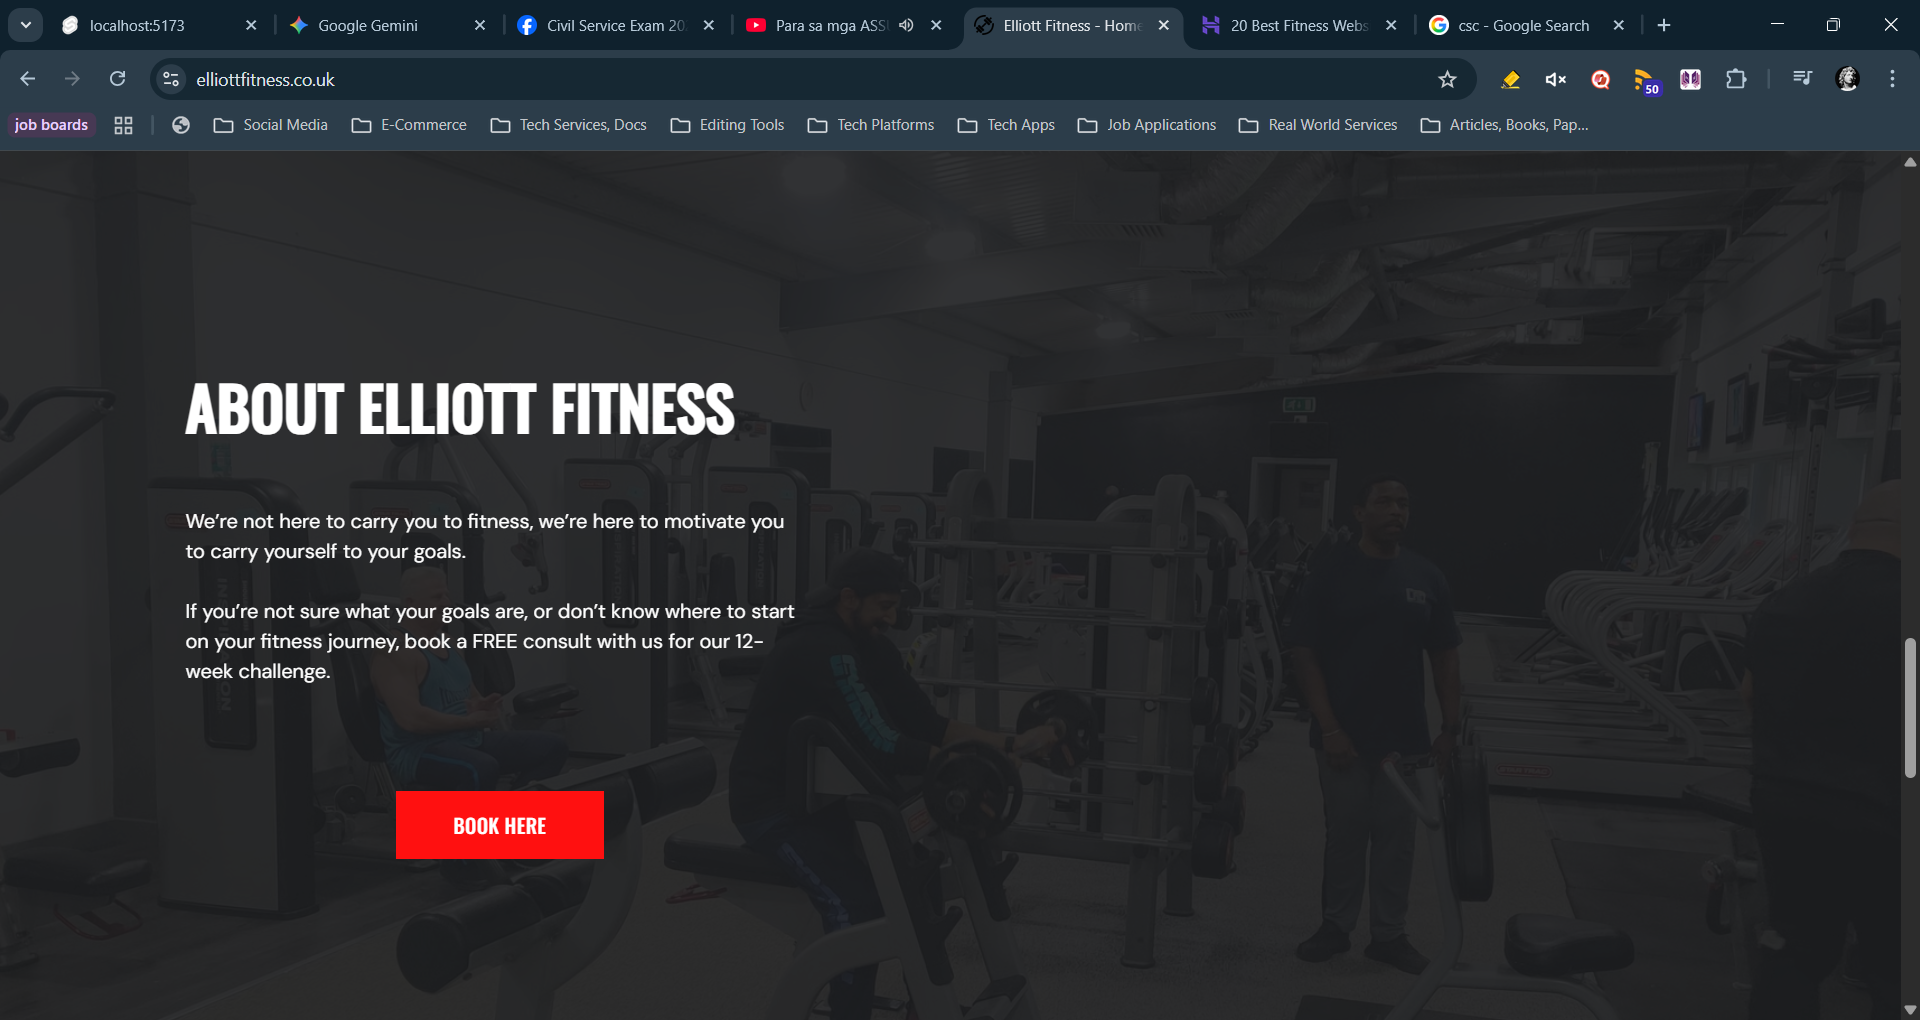 localhost:5173
Google Gemini
Civil Service Exam 20
Para sa mga ASS
Elliott Fitness - Home
20 Best Fitness Webs
csc - Google Search
elliottfitness.co.uk
50
job boards
Social Media
E-Commerce
Tech Services, Docs
Editing Tools
Tech Platforms
Tech Apps
Job Applications
Real World Services
Articles, Books, Pap...
ABOUT ELLIOTT FITNESS
We’re not here to carry you to fitness, we’re here to motivate you
to carry yourself to your goals.
If you’re not sure what your goals are, or don’t know where to start
on your fitness journey, book a FREE consult with us for our 12-
week challenge.
BOOK HERE